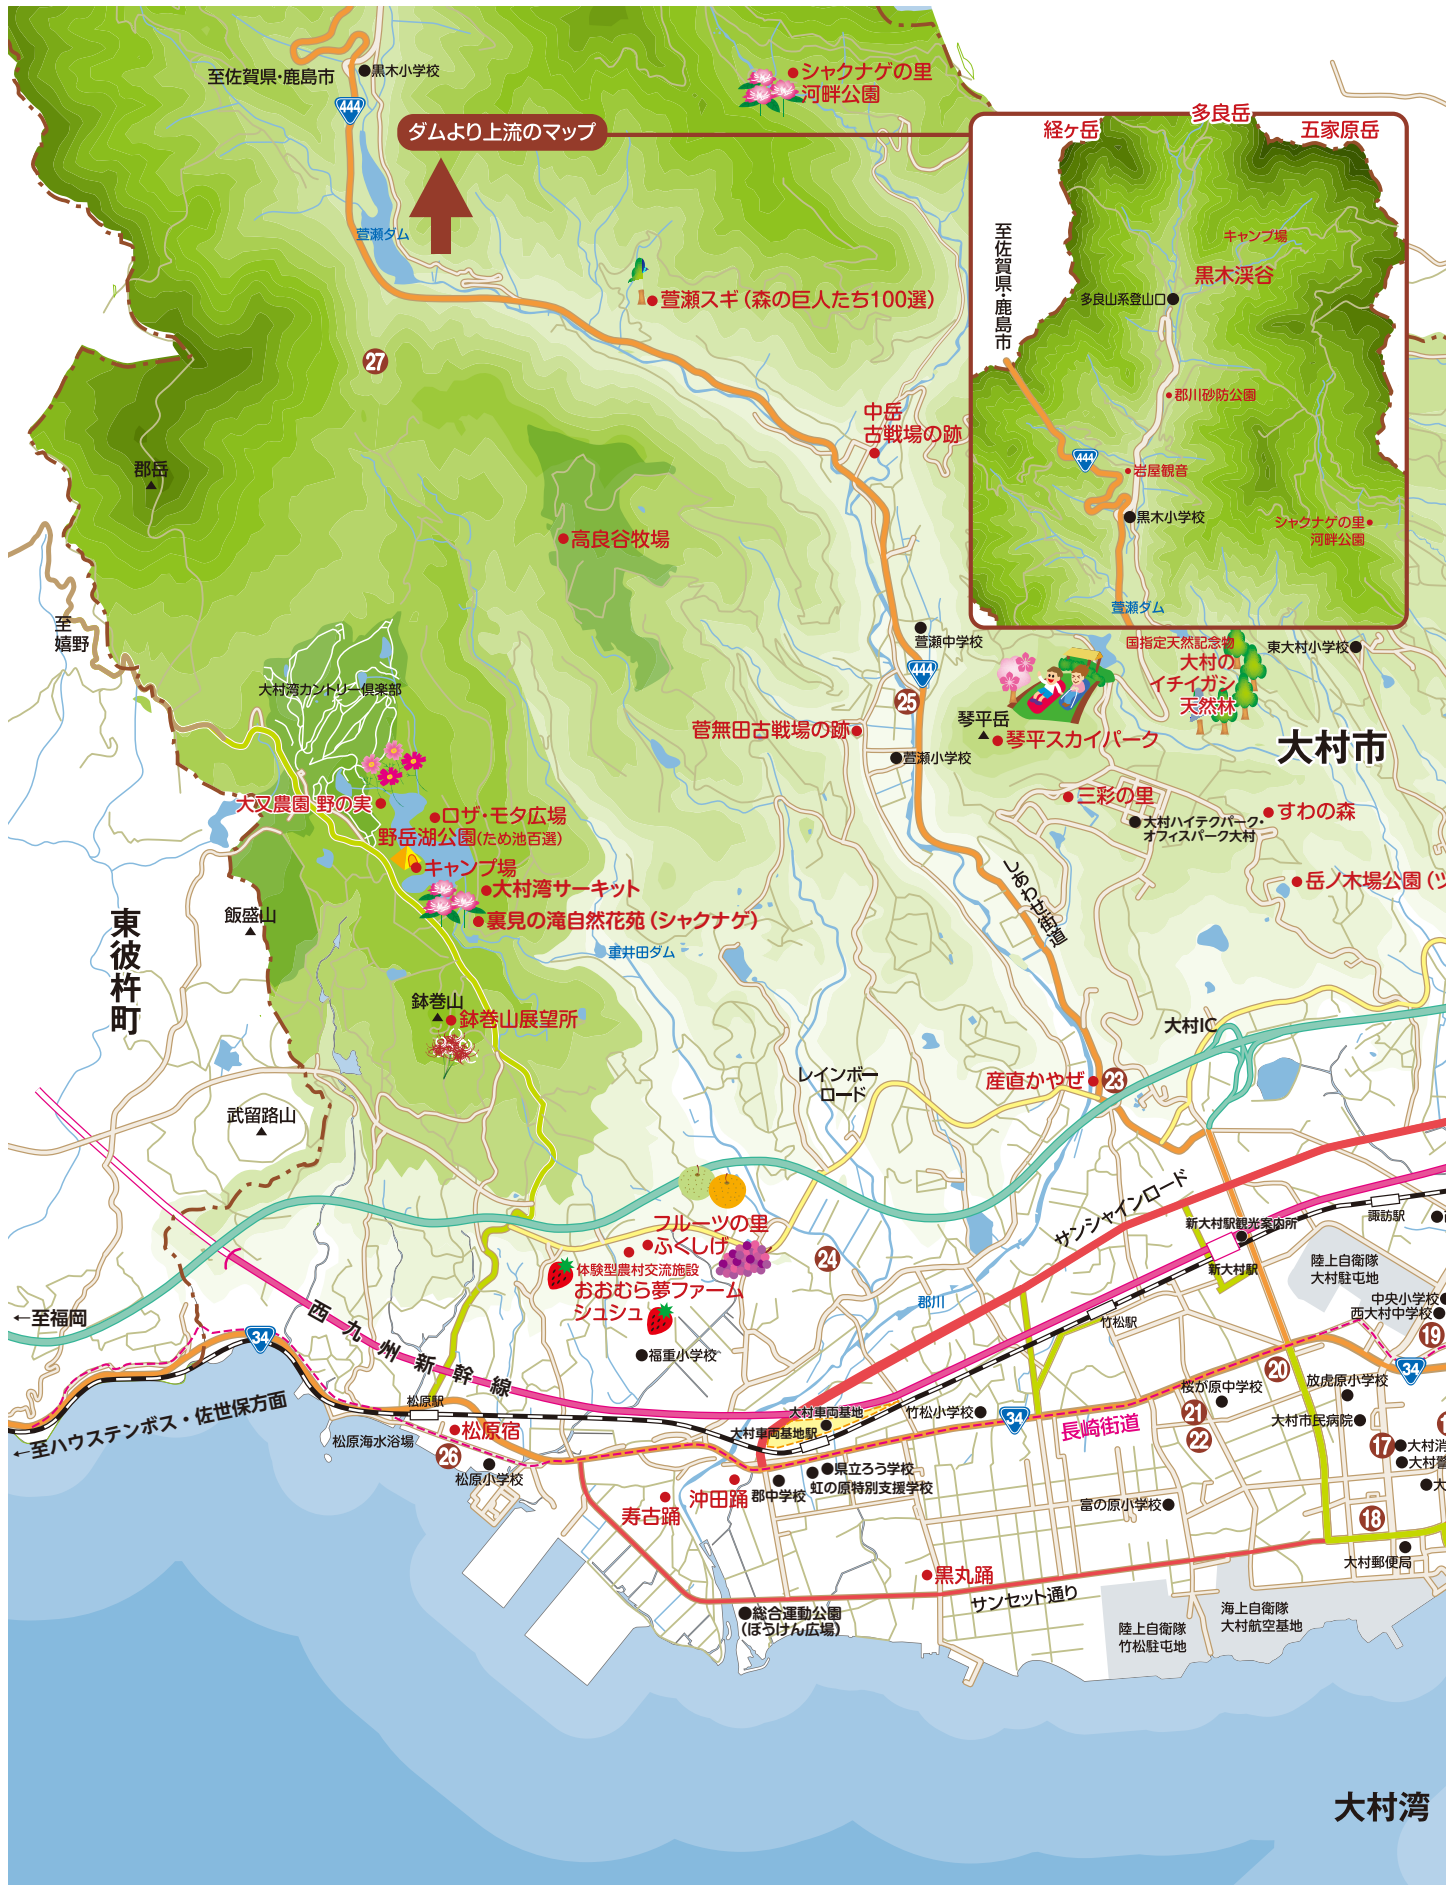 至佐賀県・鹿島市
黒木小学校
444
シャクナゲの里
河畔公園
ダムより上流のマップ
萱瀬ダム
萱瀬スギ（森の巨人たち100選）
27
郡岳
中岳
古戦場の跡
高良谷牧場
経ヶ岳
多良岳
五家原岳
至佐賀県・鹿島市
キャンプ場
黒木渓谷
多良山系登山口
郡川砂防公園
444
岩屋観音
黒木小学校
シャクナゲの里
河畔公園
萱瀬ダム
至
嬉野
大村湾カントリー倶楽部
萱瀬中学校
444
25
菅無田古戦場の跡
萱瀬小学校
琴平岳
琴平スカイパーク
国指定天然記念物
大村の
イチイガシ
天然林
東大村小学校
大村市
三彩の里
大村ハイテクパーク・
オフィスパーク大村
すわの森
岳ノ木場公園（ツ
大又農園 野の実
ロザ・モタ広場
野岳湖公園（ため池百選）
キャンプ場
大村湾サーキット
裏見の滝自然花苑（シャクナゲ）
重井田ダム
しあわせ街道
飯盛山
東彼杵町
鉢巻山
鉢巻山展望所
大村IC
レインボー
ロード
産直かやぜ
23
武留路山
サンシャインロード
フルーツの里
ふくしげ
体験型農村交流施設
おおむら夢ファーム
シュシュ
24
郡川
新大村駅観光案内所
新大村駅
諏訪駅
陸上自衛隊
大村駐屯地
中央小学校
西大村中学校
19
←至福岡
34
西九州新幹線
福重小学校
竹松駅
20
34
桜が原中学校
放虎原小学校
←至ハウステンボス・佐世保方面
松原駅
松原海水浴場
松原宿
26
松原小学校
大村車両基地
大村車両基地駅
竹松小学校
34
長崎街道
21
22
大村市民病院
17
大村消
大村警
大
18
大村郵便局
県立ろう学校
虹の原特別支援学校
郡中学校
沖田踊
寿古踊
富の原小学校
黒丸踊
サンセット通り
総合運動公園
（ぼうけん広場）
陸上自衛隊
竹松駐屯地
海上自衛隊
大村航空基地
大村湾